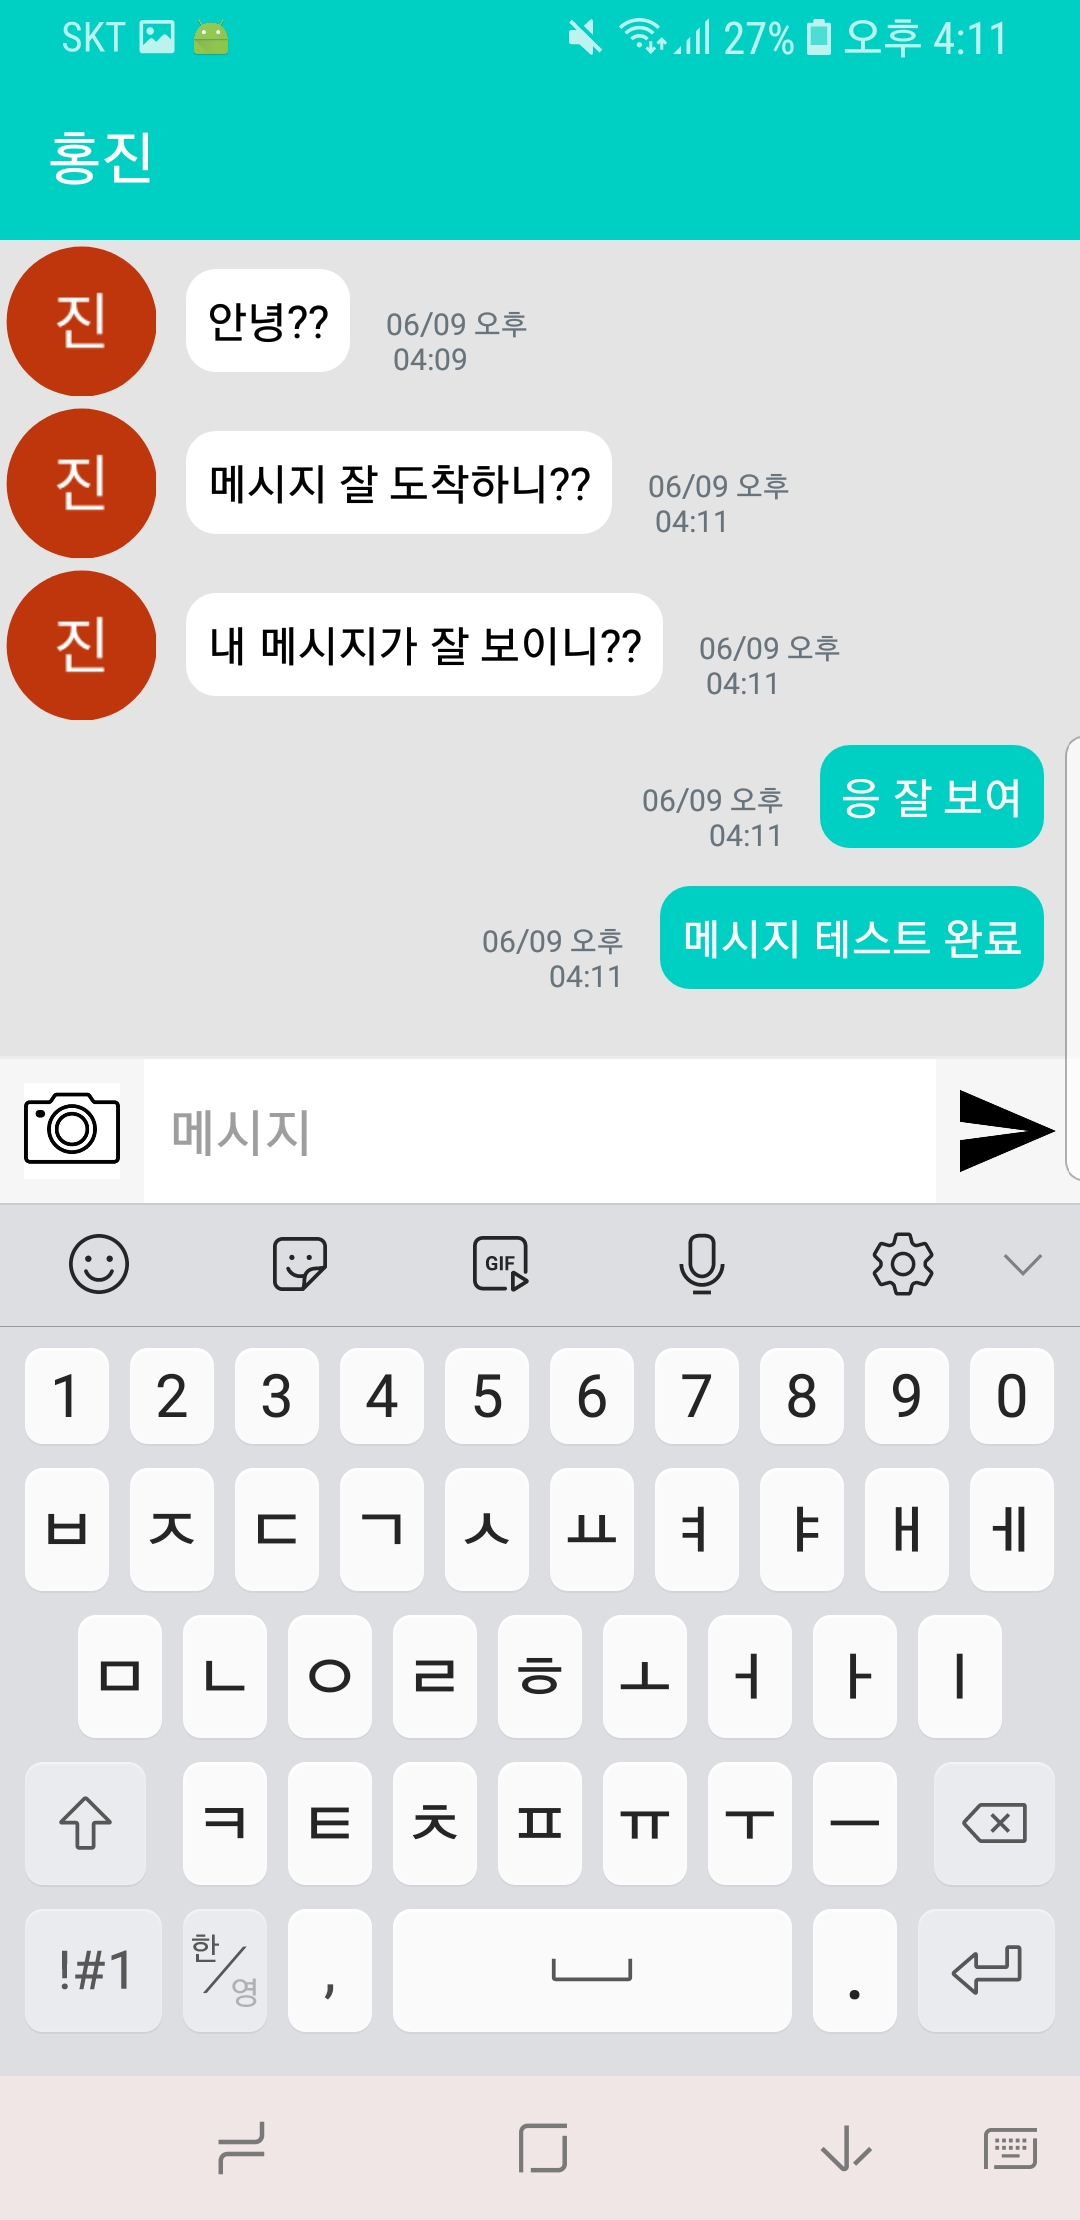 SKT 27% 오후 4:11
홍진
진 안녕?? 06/09 오후
04:09
진 메시지 잘 도착하니?? 06/09 오후
04:11
진 내 메시지가 잘 보이니?? 06/09 오후
04:11
06/09 오후 응 잘 보여
04:11
06/09 오후 메시지 테스트 완료
04:11
메시지
GIF
1 2 3 4 5 6 7 8 9 0
ㅂ ㅈ ㄷ ㄱ ㅅ ㅛ ㅕ ㅑ ㅐ ㅔ
ㅁ ㄴ ㅇ ㄹ ㅎ ㅗ ㅓ ㅏ ㅣ
ㅋ ㅌ ㅊ ㅍ ㅠ ㅜ ㅡ
!#1 한/영 , .